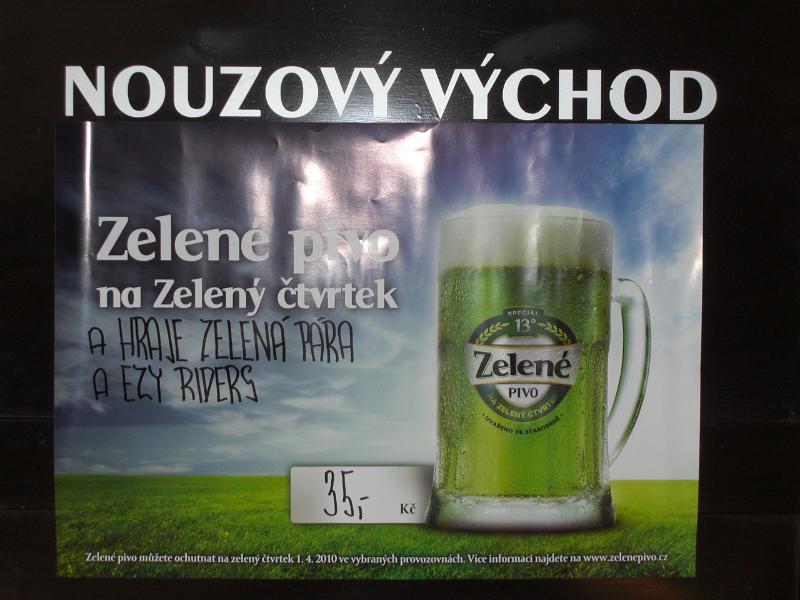 NOUZOVÝ VÝCHOD
Zelené pivo
na Zelený čtvrtek
A HRAJE ZELENÁ PÁRA
A EZY RIDERS
SPECIÁL
13°
Zelené
PIVO
NA ZELENÝ ČTVRTEK
• UVAŘENO VE STAROBRNĚ •
35,- Kč
Zelené pivo můžete ochutnat na zelený čtvrtek 1. 4. 2010 ve vybraných provozovnách. Více informací najdete na www.zelenepivo.cz